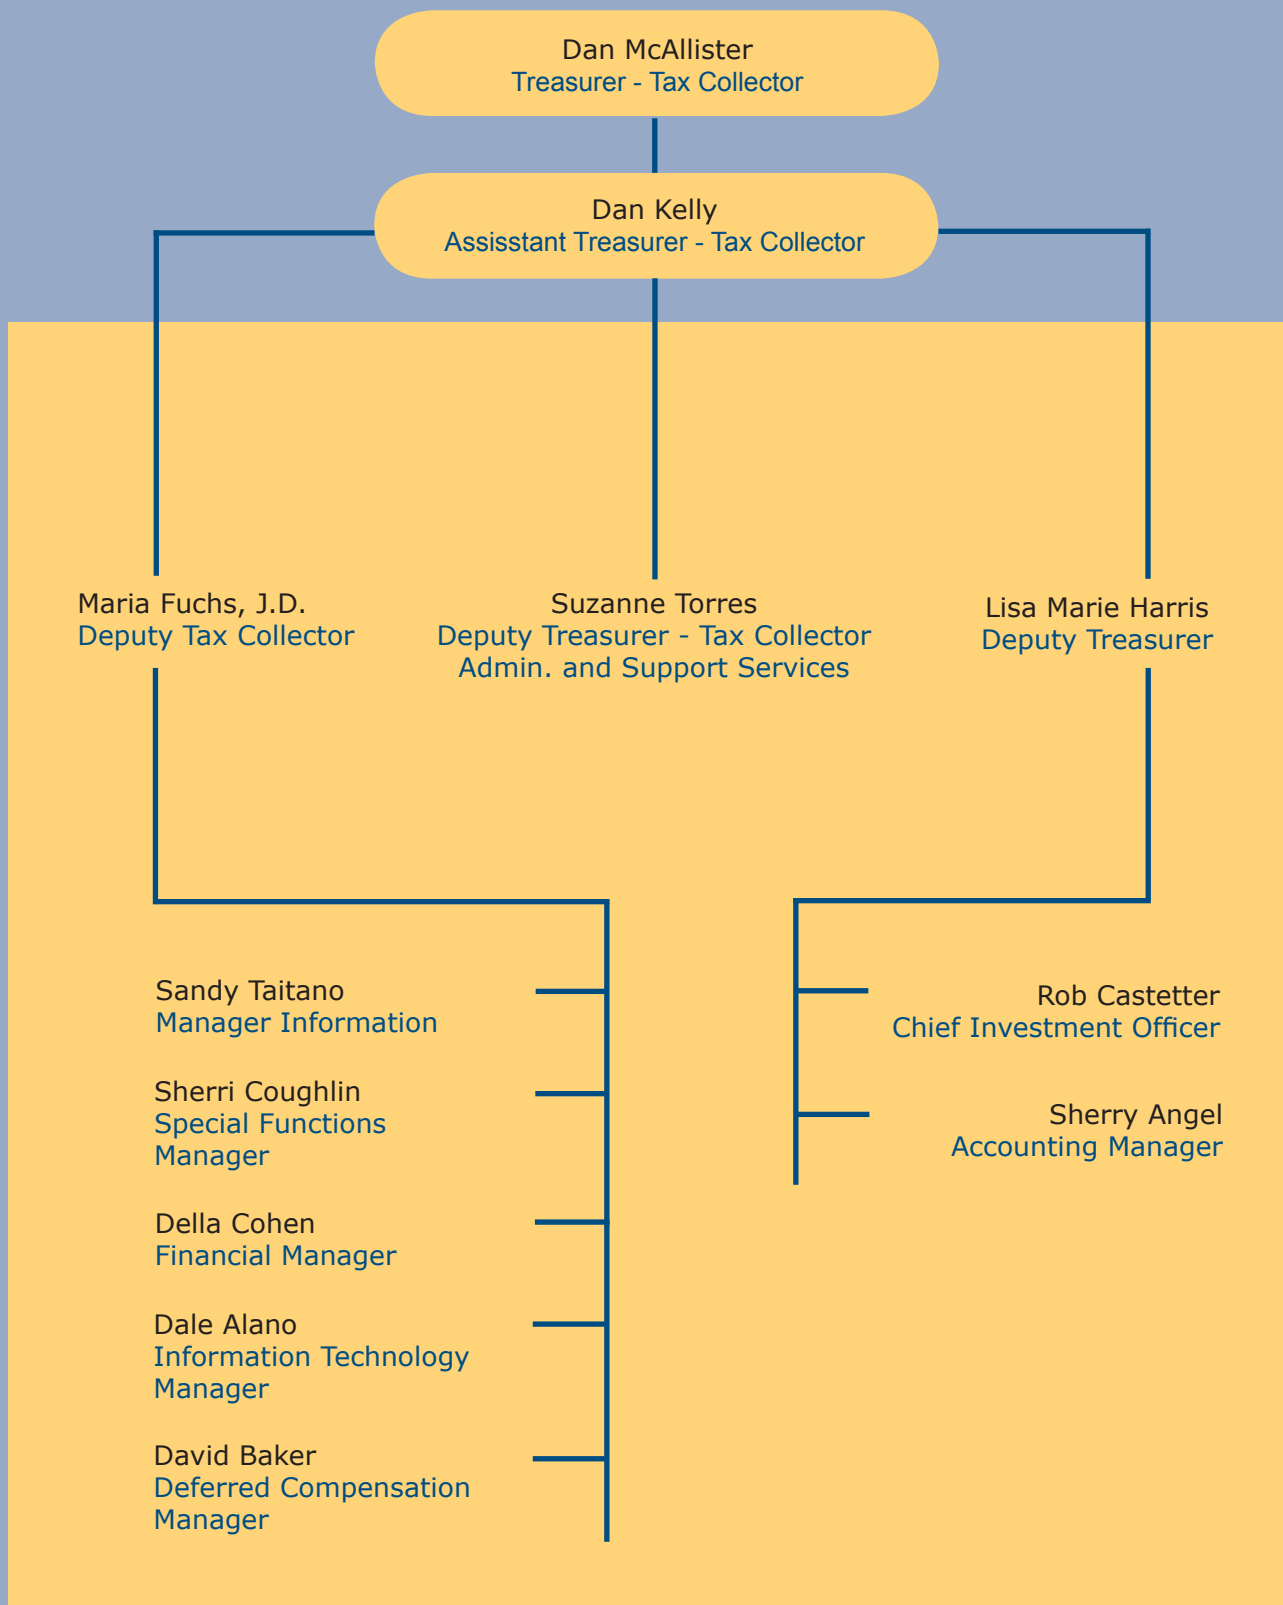 Dan McAllister
Treasurer - Tax Collector
Dan Kelly
Assisstant Treasurer - Tax Collector
Maria Fuchs, J.D.
Deputy Tax Collector
Suzanne Torres
Deputy Treasurer - Tax Collector
Admin. and Support Services
Lisa Marie Harris
Deputy Treasurer
Sandy Taitano
Manager Information
Sherri Coughlin
Special Functions
Manager
Della Cohen
Financial Manager
Dale Alano
Information Technology
Manager
David Baker
Deferred Compensation
Manager
Rob Castetter
Chief Investment Officer
Sherry Angel
Accounting Manager